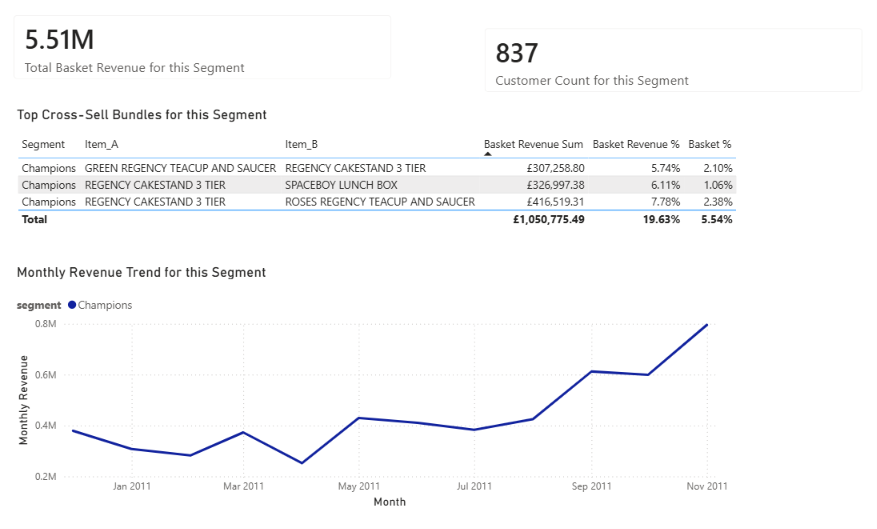 5.51M
Total Basket Revenue for this Segment
837
Customer Count for this Segment
Top Cross-Sell Bundles for this Segment
Segment Item_A Item_B Basket Revenue Sum Basket Revenue % Basket %
Champions GREEN REGENCY TEACUP AND SAUCER REGENCY CAKESTAND 3 TIER £307,258.80 5.74% 2.10%
Champions REGENCY CAKESTAND 3 TIER SPACEBOY LUNCH BOX £326,997.38 6.11% 1.06%
Champions REGENCY CAKESTAND 3 TIER ROSES REGENCY TEACUP AND SAUCER £416,519.31 7.78% 2.38%
Total £1,050,775.49 19.63% 5.54%
Monthly Revenue Trend for this Segment
segment Champions
0.8M
0.6M
0.4M
0.2M
Monthly Revenue
Jan 2011 Mar 2011 May 2011 Jul 2011 Sep 2011 Nov 2011
Month